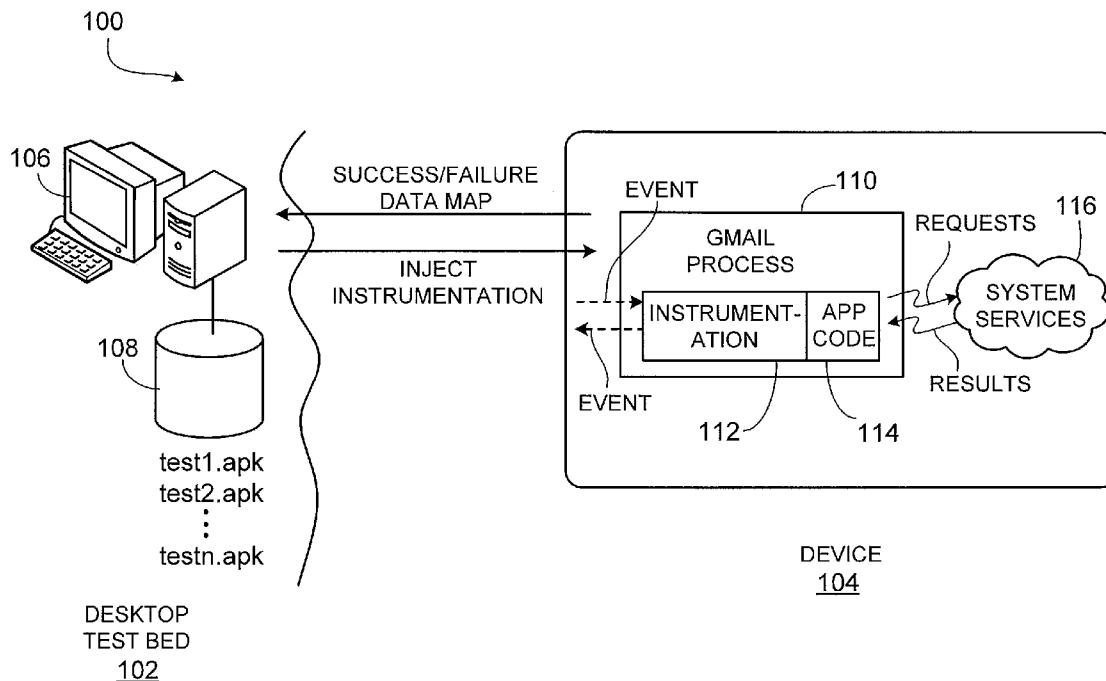 100
106
108
test1.apk
test2.apk
testn.apk
DESKTOP
TEST BED
102
SUCCESS/FAILURE
DATA MAP
INJECT
INSTRUMENTATION
EVENT
EVENT
110
GMAIL
PROCESS
INSTRUMENT-
ATION
APP
CODE
112
114
REQUESTS
116
SYSTEM
SERVICES
RESULTS
DEVICE
104